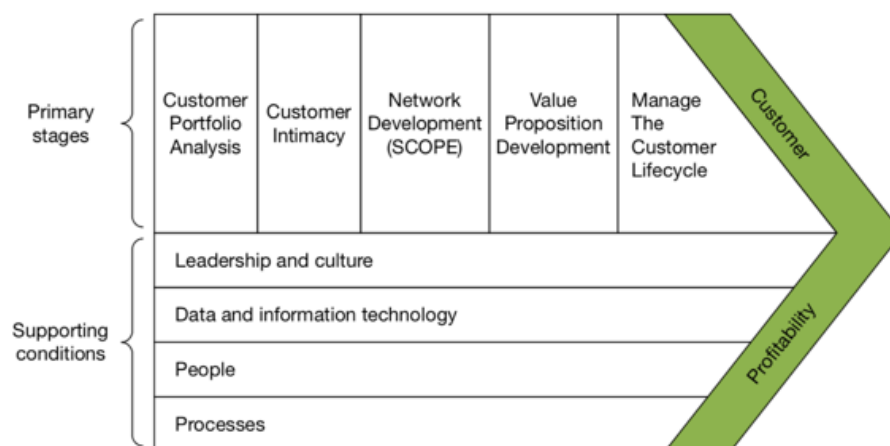 Primary
stages
Customer
Portfolio
Analysis
Customer
Intimacy
Network
Development
(SCOPE)
Value
Proposition
Development
Manage
The
Customer
Lifecycle
Customer
Supporting
conditions
Leadership and culture
Data and information technology
People
Processes
Profitability